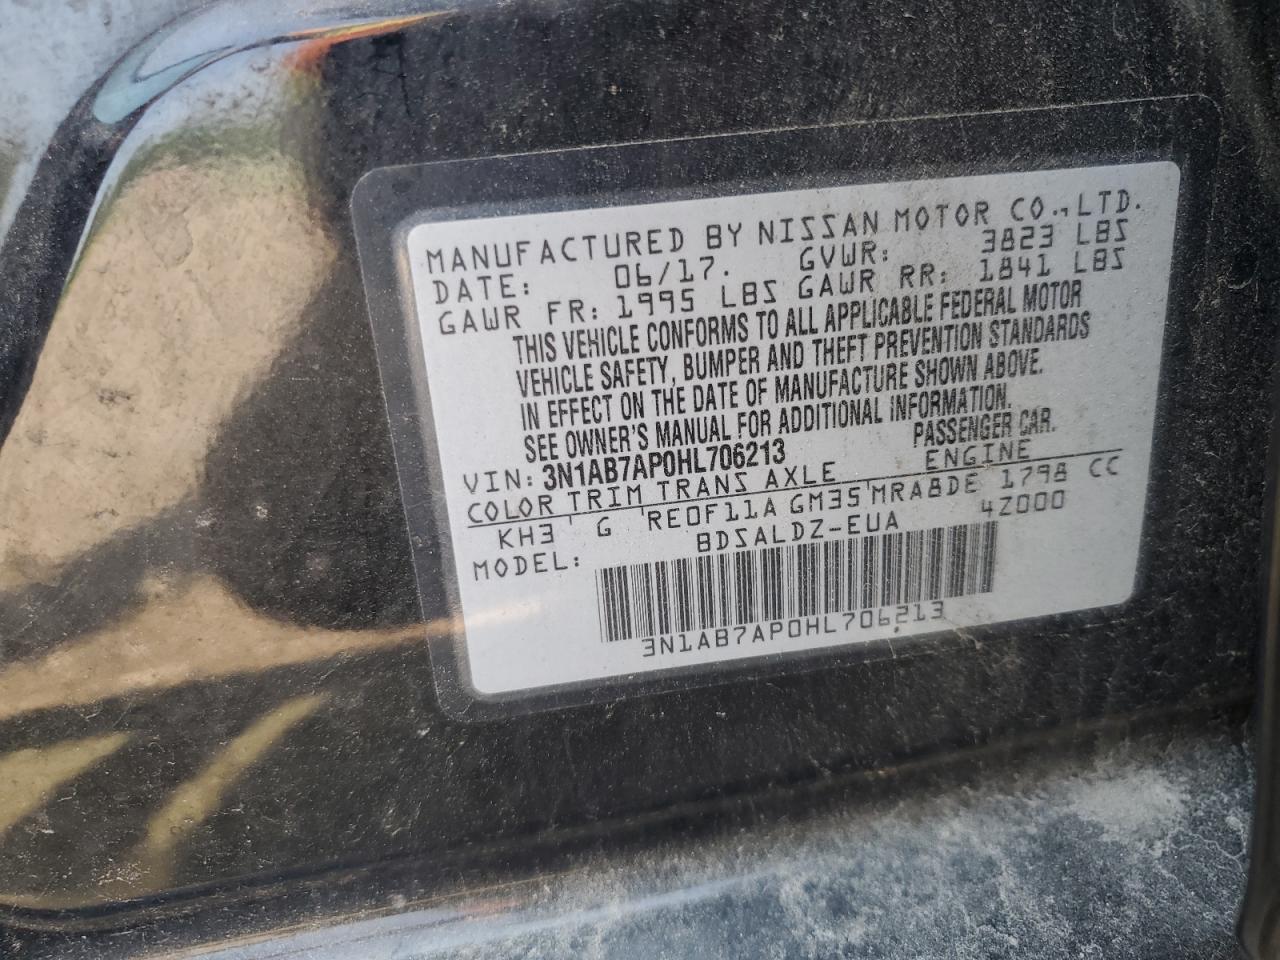 MANUFACTURED BY NISSAN MOTOR CO.,LTD.
DATE: 06/17. GVWR: 3823 LBS
GAWR FR: 1995 LBS GAWR RR: 1841 LBS
THIS VEHICLE CONFORMS TO ALL APPLICABLE FEDERAL MOTOR
VEHICLE SAFETY, BUMPER AND THEFT PREVENTION STANDARDS
IN EFFECT ON THE DATE OF MANUFACTURE SHOWN ABOVE.
SEE OWNER'S MANUAL FOR ADDITIONAL INFORMATION.
VIN: 3N1AB7AP0HL706213 PASSENGER CAR.
COLOR TRIM TRANS AXLE ENGINE
KH3 G RE0F11A GM35 MRA8DE 1798 CC
MODEL: BDSALDZ-EUA 4Z000
3N1AB7AP0HL706213